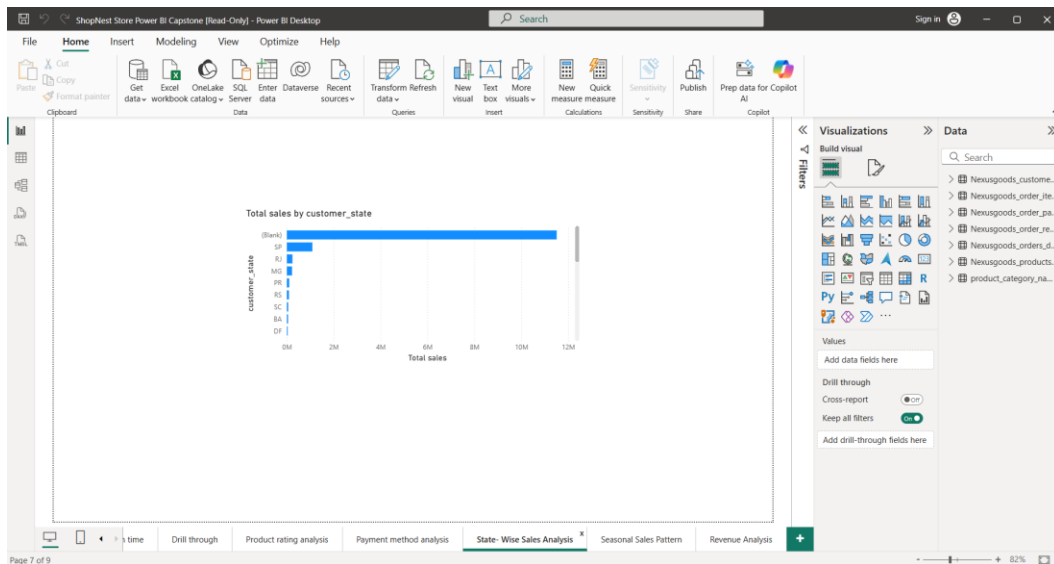 ShopNest Store Power BI Capstone [Read-Only] - Power BI Desktop
Search
Sign in
File Home Insert Modeling View Optimize Help
Paste
Cut
Copy
Format painter
Clipboard
Get data
Excel workbook
OneLake catalog
SQL Server
Enter data
Dataverse
Recent sources
Data
Transform data
Refresh
Queries
New visual
Text box
More visuals
Insert
New measure
Quick measure
Calculations
Sensitivity
Sensitivity
Publish
Share
Prep data for AI
Copilot
Copilot
Total sales by customer_state
customer_state
(Blank)
SP
RJ
MG
PR
RS
SC
BA
DF
0M 2M 4M 6M 8M 10M 12M
Total sales
Filters
Visualizations
Build visual
R
Py
Values
Add data fields here
Drill through
Cross-report
Off
Keep all filters
On
Add drill-through fields here
Data
Search
Nexusgoods_custome...
Nexusgoods_order_ite...
Nexusgoods_order_pa...
Nexusgoods_order_re...
Nexusgoods_orders_d...
Nexusgoods_products...
product_category_na...
time
Drill through
Product rating analysis
Payment method analysis
State- Wise Sales Analysis
Seasonal Sales Pattern
Revenue Analysis
Page 7 of 9
82%